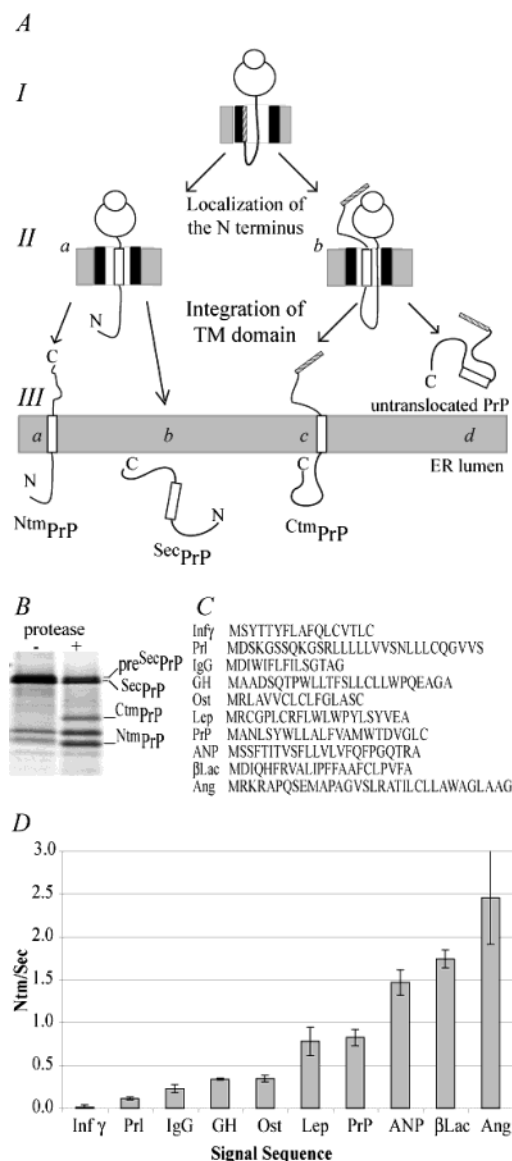 A
I
Localization of
the N terminus
II
a
b
N
Integration of
TM domain
C
C
untranslocated PrP
III
a
b
c
d
ER lumen
C
C
N
N
NtmPrP
SecPrP
CtmPrP
B
protease
- +
preSecPrP
SecPrP
CtmPrP
NtmPrP
C
Infγ MSYTTYFLAFQLCVTLC
Prl MDSKGSSQKGSRLLLLLVVSNLLLCQGVVS
IgG MDIWIFLFILSGTAG
GH MAADSQTPWLLTFSLLCLLWPQEAGA
Ost MRLAVVCLCLFGLASC
Lep MRCGPLCRFLWLWPYLSYVEA
PrP MANLSYWLLALFVAMWTDVGLC
ANP MSSFTITVSFLLVLVFQFPGQTRA
βLac MDIQHFRVALIPFFAAFCLPVFA
Ang MRKRAPQSEMAPAGVSLRATILCLLAWAGLAAG
D
Ntm/Sec
3.0
2.5
2.0
1.5
1.0
0.5
0.0
Inf γ Prl IgG GH Ost Lep PrP ANP βLac Ang
Signal Sequence